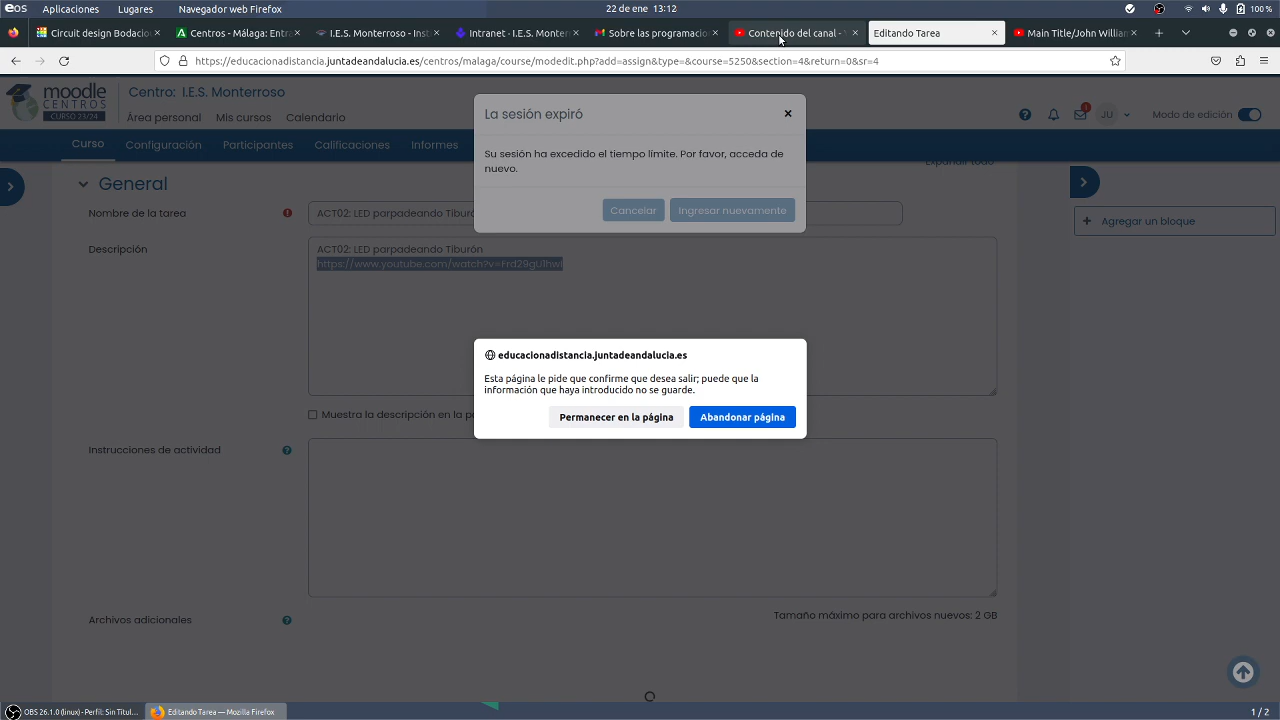 Aplicaciones
Lugares
Navegador web Firefox
22 de ene 13:12
100 %
Circuit design Bodacio
Centros - Málaga: Entra
I.E.S. Monterroso - Inst
Intranet - I.E.S. Monterr
Sobre las programacio
Contenido del canal -
Editando Tarea
Main Title/John William
https://educacionadistancia.juntadeandalucia.es/centros/malaga/course/modedit.php?add=assign&type=&course=5250&section=4&return=0&sr=4
moodle
CENTROS
CURSO 23/24
Centro: I.E.S. Monterroso
Área personal
Mis cursos
Calendario
1
JU
Modo de edición
Curso
Configuración
Participantes
Calificaciones
Informes
La sesión expiró
Su sesión ha excedido el tiempo límite. Por favor, acceda de
nuevo.
Cancelar
Ingresar nuevamente
Expandir todo
General
Agregar un bloque
Nombre de la tarea
ACT02: LED parpadeando Tiburó
Descripción
ACT02: LED parpadeando Tiburón
https://www.youtube.com/watch?v=Frd29gU1hwI
educacionadistancia.juntadeandalucia.es
Esta página le pide que confirme que desea salir; puede que la
información que haya introducido no se guarde.
Permanecer en la página
Abandonar página
Muestra la descripción en la p
Instrucciones de actividad
Archivos adicionales
Tamaño máximo para archivos nuevos: 2 GB
OBS 26.1.0 (linux) - Perfil: Sin Titul...
Editando Tarea — Mozilla Firefox
1 / 2